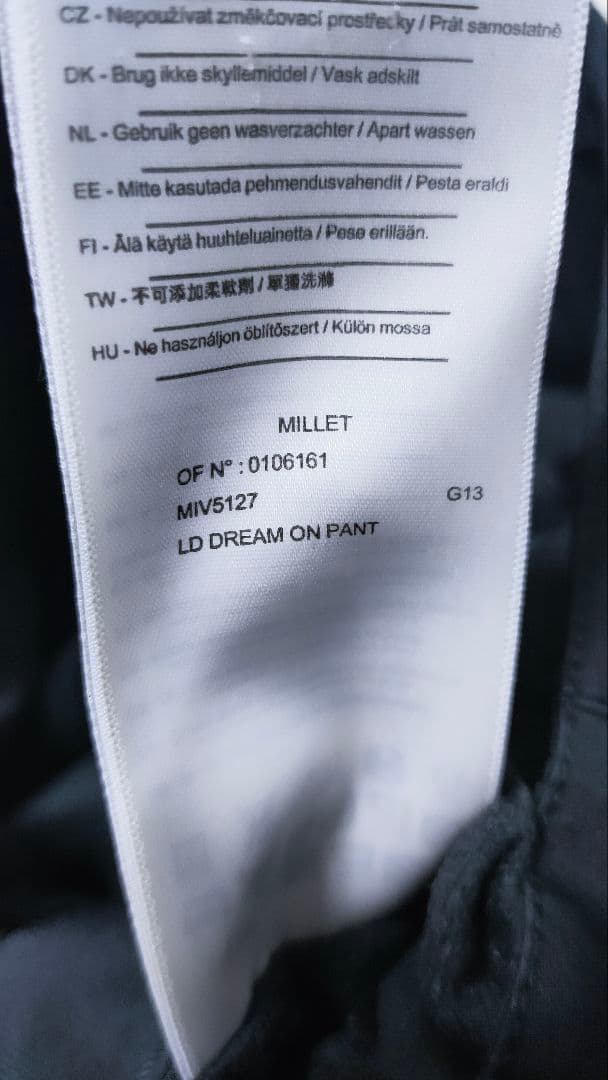 CZ - Nepoužívat změkčovací prostřecky / Prát samostatně
DK - Brug ikke skyllemiddel / Vask adskilt
NL - Gebruik geen wasverzachter / Apart wassen
EE - Mitte kasutada pehmendusvahendit / Pesta eraldi
FI - Älä käytä huuhteluainetta / Pese erillään.
TW - 不可添加柔軟劑 / 單獨洗滌
HU - Ne használjon öblítőszert / Külön mossa
MILLET
OF N° : 0106161
MIV5127 G13
LD DREAM ON PANT